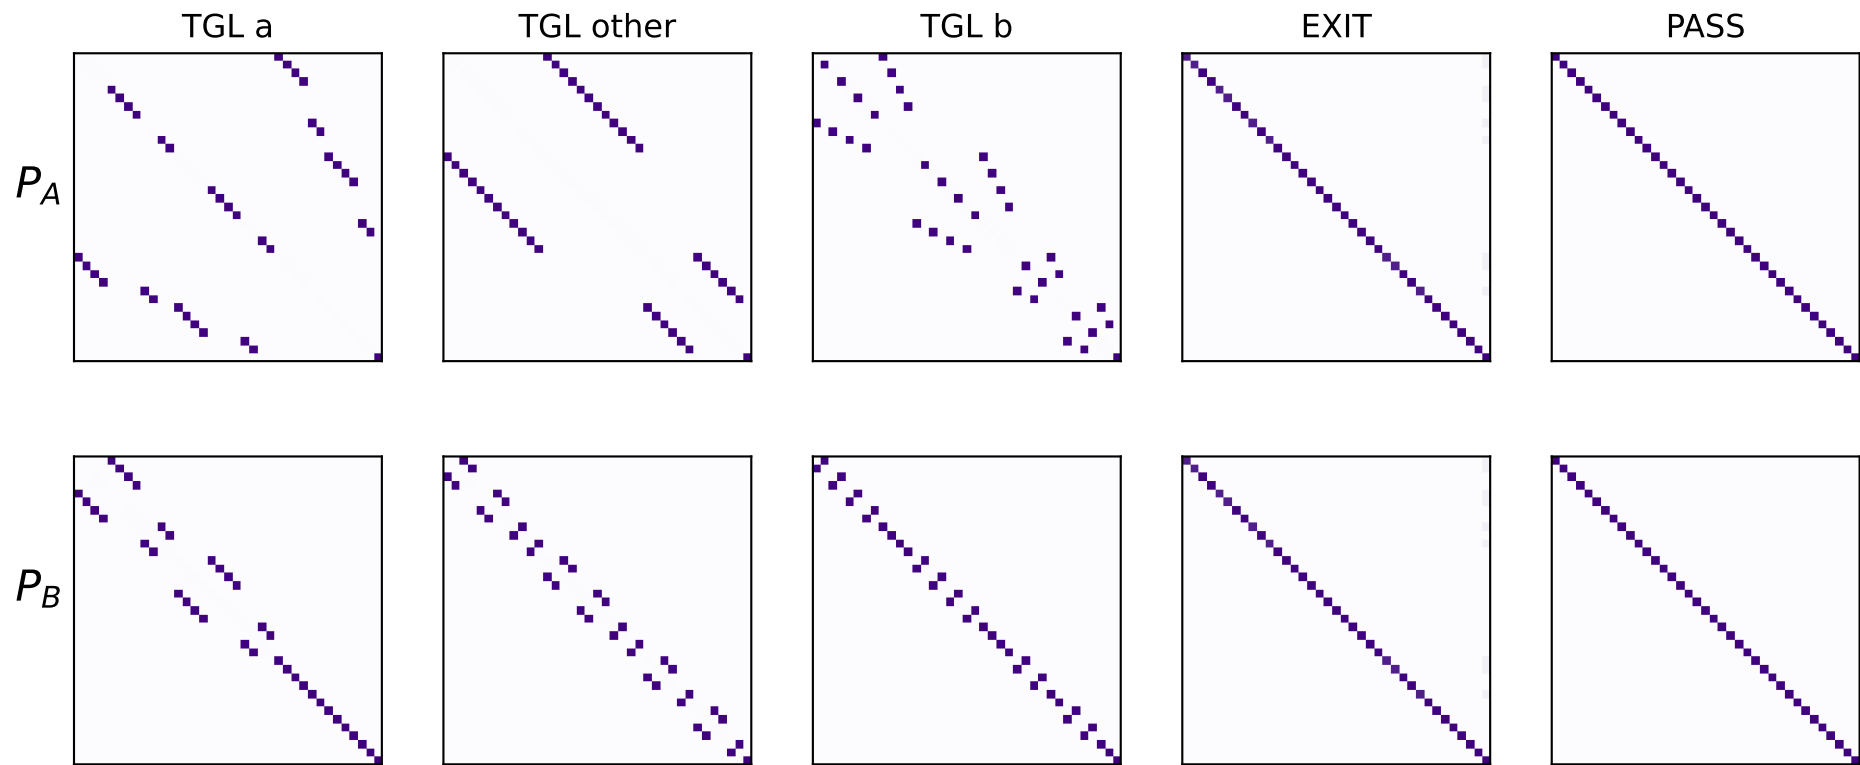 TGL a
TGL other
TGL b
EXIT
PASS
P_A
P_B